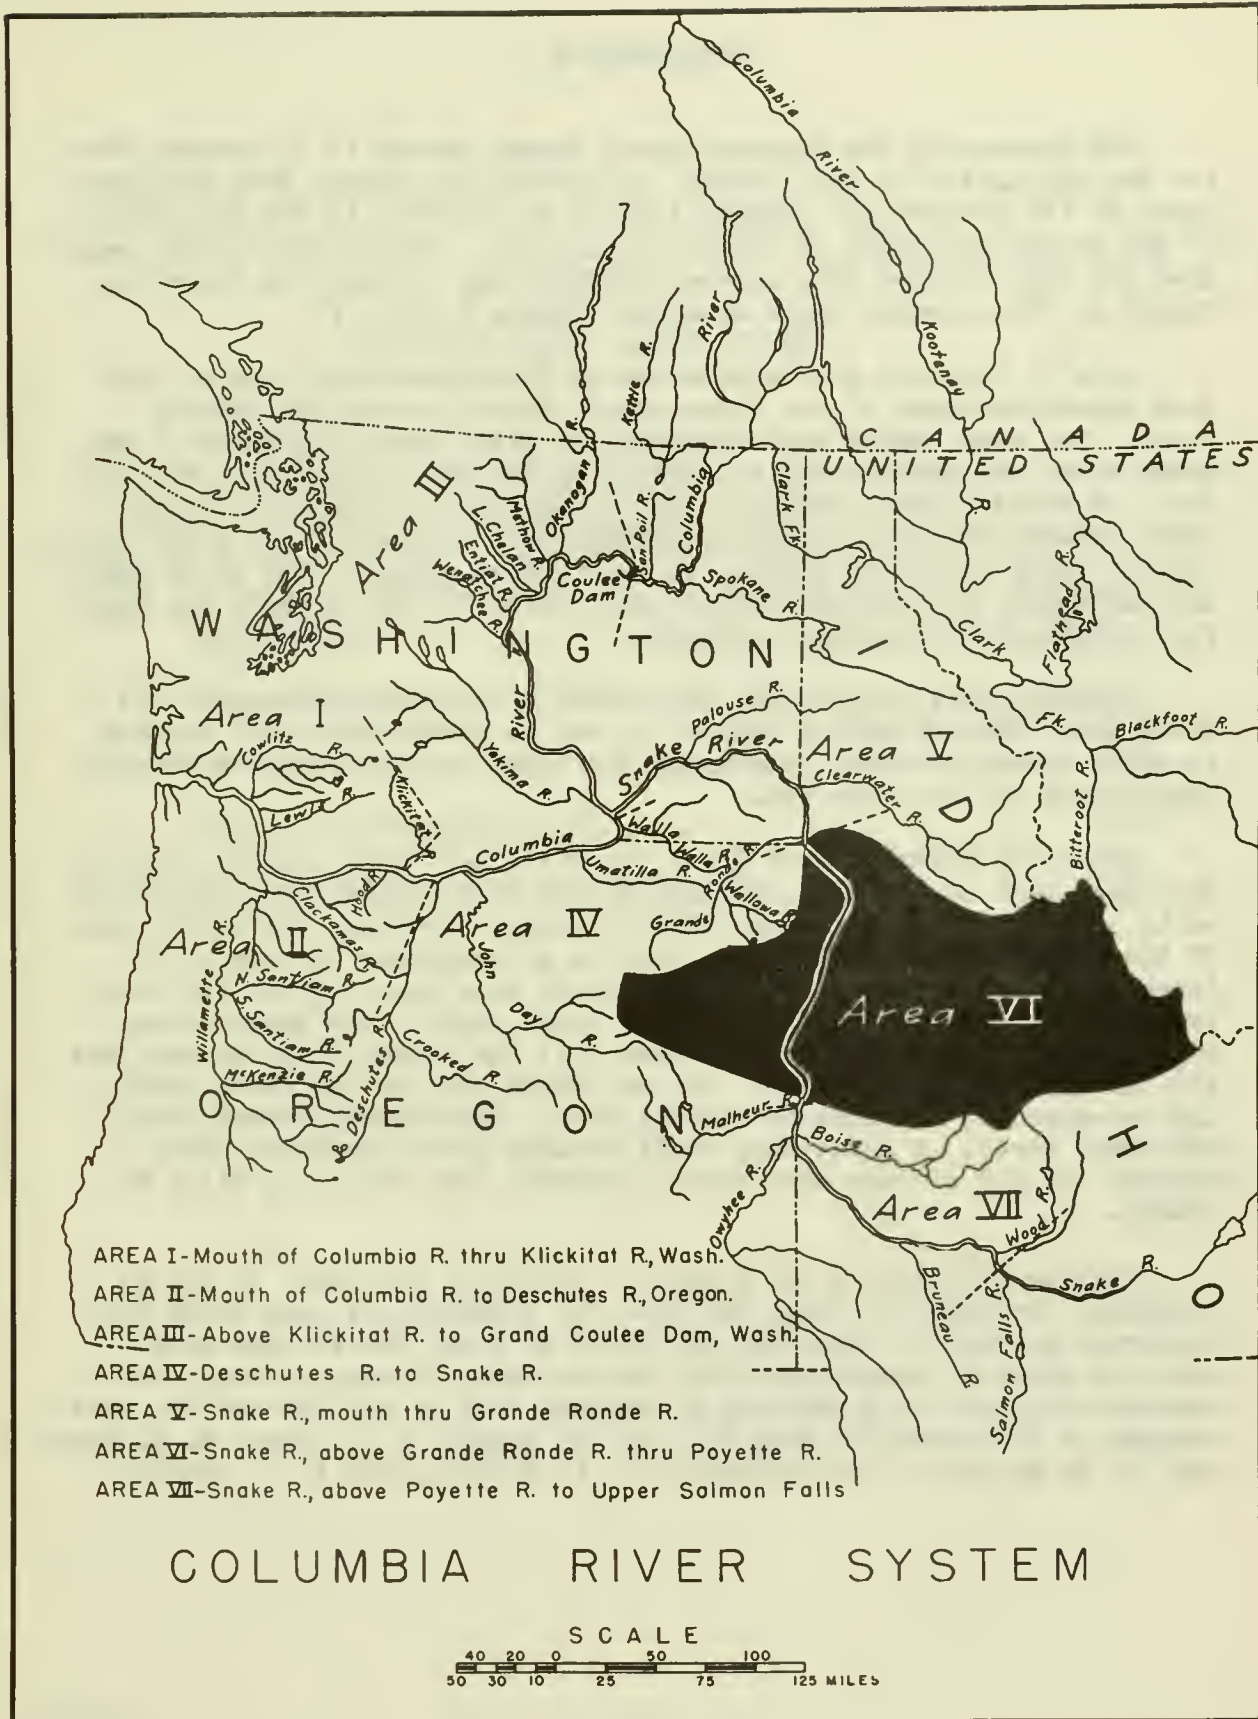 Columbia
River
River
Kettle R.
Kootenay
R.
CANADA
UNITED STATES
Area III
Methow R.
L. Chelan
Entiat R.
Wenatchee R.
Okanogan
R.
San Poil R.
Columbia
Clark Fk.
Coulee
Dam
Spokane
R.
Flathead R.
Clark
Fk.
Blackfoot R.
Bitteroot R.
WASHINGTON
Area I
Cowlitz
R.
Lewis R.
Klickitat
R.
River
Yakima R.
Snake River
Palouse R.
Area V
Clearwater
R.
Columbia
Walla
Walla R.
Umatilla R.
Grande
Ronde R.
Wallowa R.
Hood R.
Clackamas
R.
Area II
Area IV
Willamette R.
N. Santiam R.
S. Santiam R.
McKenzie R.
John
Day
R.
Deschutes R.
Crooked R.
Area VI
OREGON
Malheur R.
Boise R.
Owyhee R.
Area VII
Wood R.
Bruneau
R.
Salmon Falls R.
Snake R.
I
D
I
O
AREA I-Mouth of Columbia R. thru Klickitat R., Wash.
AREA II-Mouth of Columbia R. to Deschutes R., Oregon.
AREA III-Above Klickitat R. to Grand Coulee Dam, Wash.
AREA IV-Deschutes R. to Snake R.
AREA V-Snake R., mouth thru Grande Ronde R.
AREA VI-Snake R., above Grande Ronde R. thru Payette R.
AREA VII-Snake R., above Payette R. to Upper Salmon Falls
COLUMBIA RIVER SYSTEM
SCALE
40 20 0 50 100
50 30 10 25 75 125 MILES